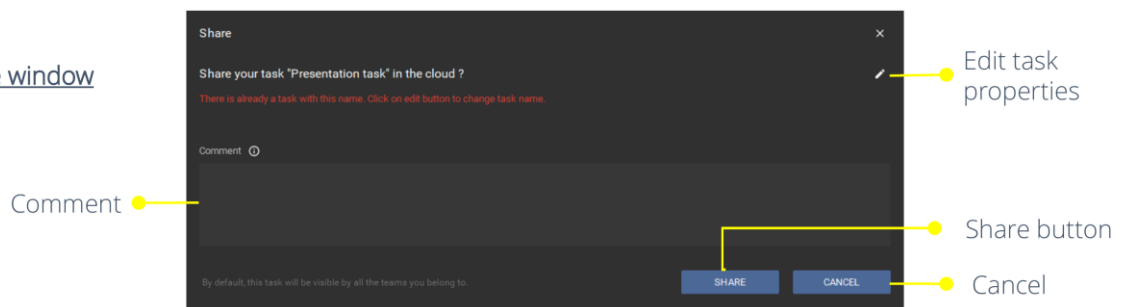 Share
Share your task "Presentation task" in the cloud ?
There is already a task with this name. Click on edit button to change task name.
window
Edit task
properties
Comment
Comment
Share button
By default, this task will be visible by all the teams you belong to.
SHARE
CANCEL
Cancel